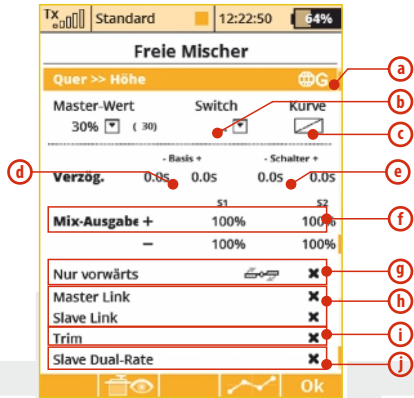 Tx Standard 12:22:50 64%
Freie Mischer
Quer >> Höhe G
a
Master-Wert Switch Kurve
b
30% ( 30) ...
c
- Basis + - Schalter +
d
Verzög. 0.0s 0.0s 0.0s 0.0s
e
S1 S2
Mix-Ausgabe + 100% 100%
f
− 100% 100%
Nur vorwärts ✖
g
Master Link ✖
h
Slave Link ✖
Trim ✖
i
Slave Dual-Rate ✖
j
Ok